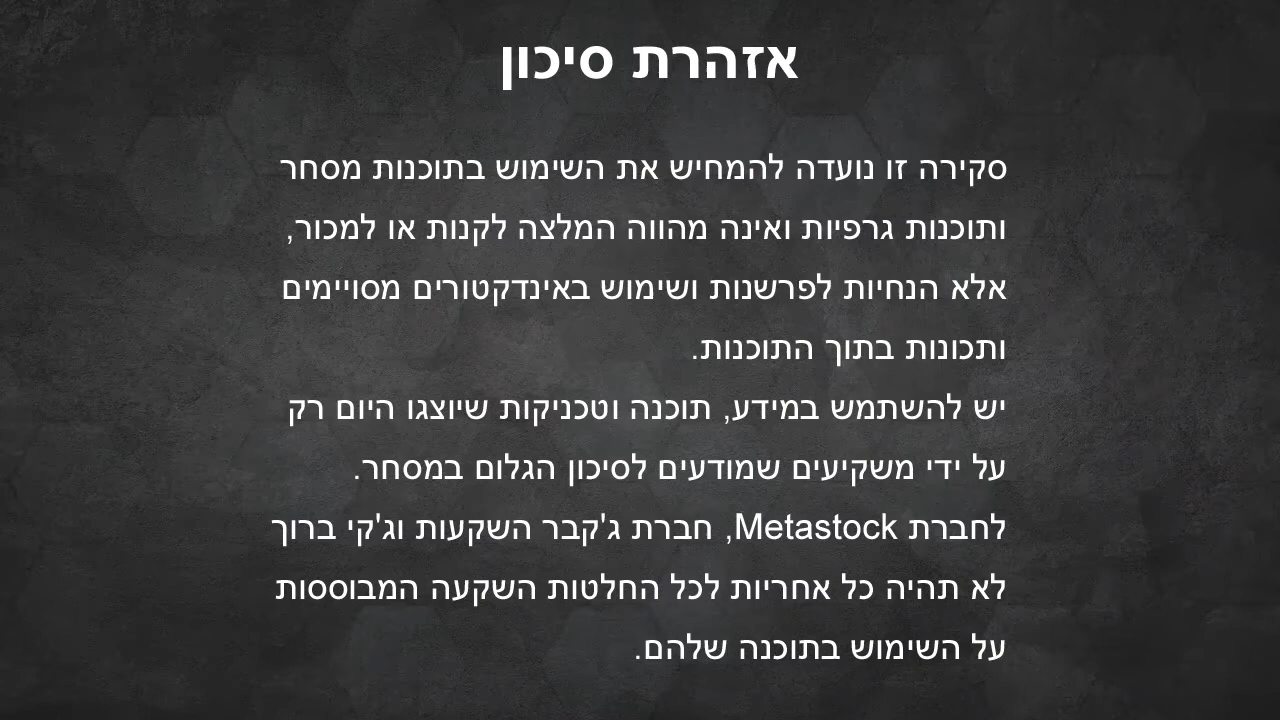 אזהרת סיכון
סקירה זו נועדה להמחיש את השימוש בתוכנות מסחר
ותוכנות גרפיות ואינה מהווה המלצה לקנות או למכור,
אלא הנחיות לפרשנות ושימוש באינדקטורים מסויימים
ותכונות בתוך התוכנות.
יש להשתמש במידע, תוכנה וטכניקות שיוצגו היום רק
על ידי משקיעים שמודעים לסיכון הגלום במסחר.
לחברת Metastock, חברת ג'קבר השקעות וג'קי ברוך
לא תהיה כל אחריות לכל החלטות השקעה המבוססות
על השימוש בתוכנה שלהם.